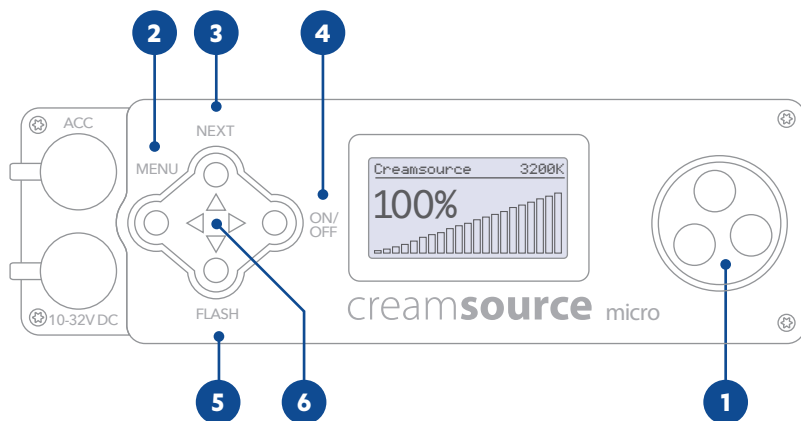 2
3
4
ACC
NEXT
MENU
Creamsource 3200K
100%
ON/
OFF
10-32V DC
FLASH
creamsource micro
5
6
1